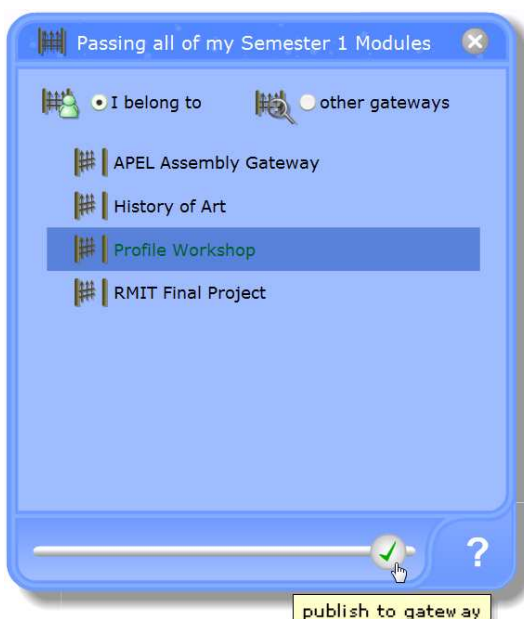 Passing all of my Semester 1 Modules
I belong to other gateways
APEL Assembly Gateway
History of Art
Profile Workshop
RMIT Final Project
?
publish to gateway